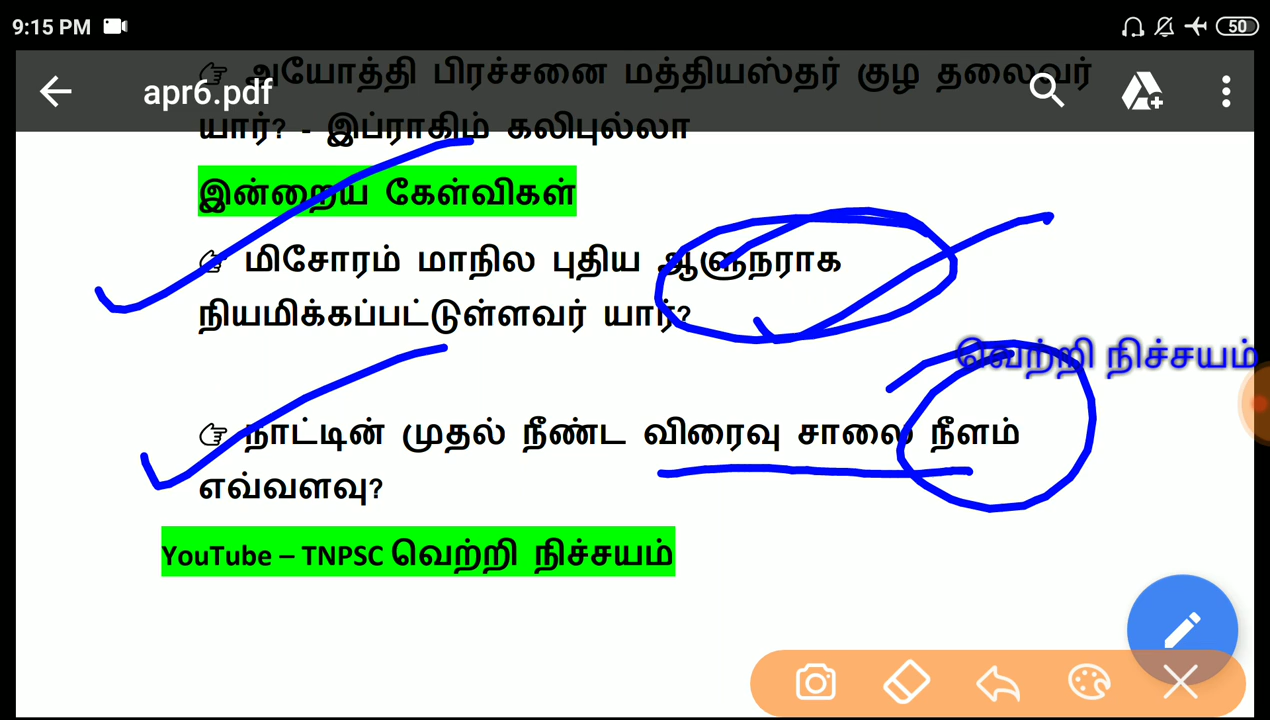 9:15 PM
50
☞ அயோத்தி பிரச்சனை மத்தியஸ்தர் குழ தலைவர்
apr6.pdf
யார்? - இப்ராகிம் கலிபுல்லா
இன்றைய கேள்விகள்
☞ மிசோரம் மாநில புதிய ஆளுநராக
நியமிக்கப்பட்டுள்ளவர் யார்?
வெற்றி நிச்சயம்
☞ நாட்டின் முதல் நீண்ட விரைவு சாலை நீளம்
எவ்வளவு?
YouTube – TNPSC வெற்றி நிச்சயம்